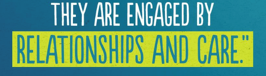 THEY ARE ENGAGED BY
RELATIONSHIPS AND CARE."